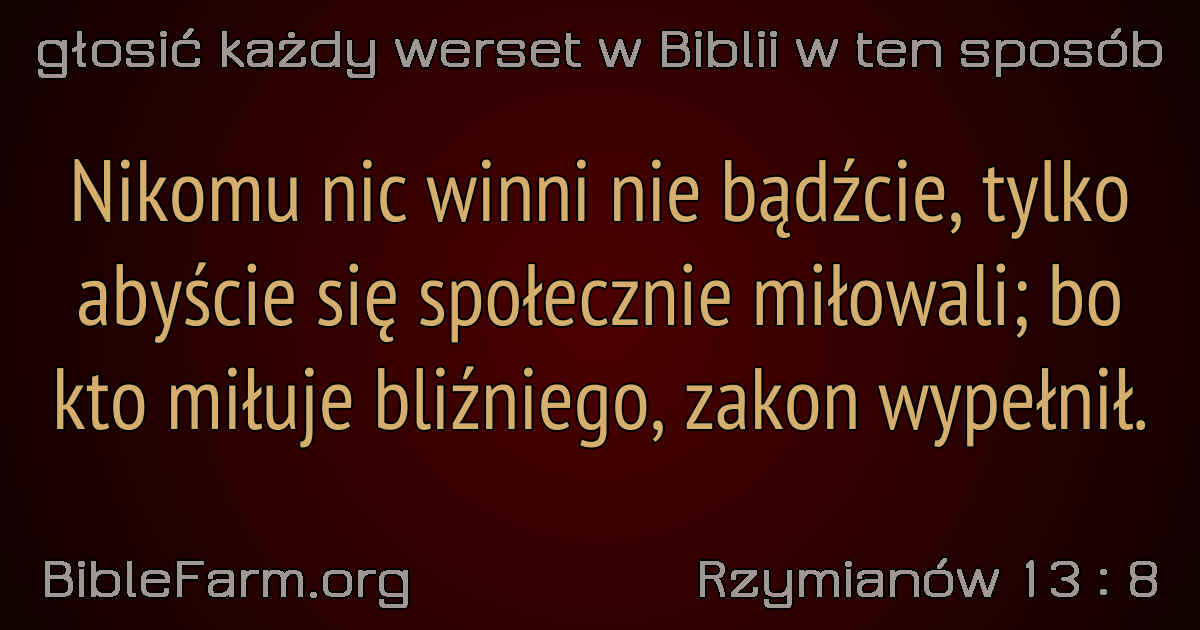 głosić każdy werset w Biblii w ten sposób
Nikomu nic winni nie bądźcie, tylko
abyście się społecznie miłowali; bo
kto miłuje bliźniego, zakon wypełnił.
BibleFarm.org
Rzymianów 13 : 8